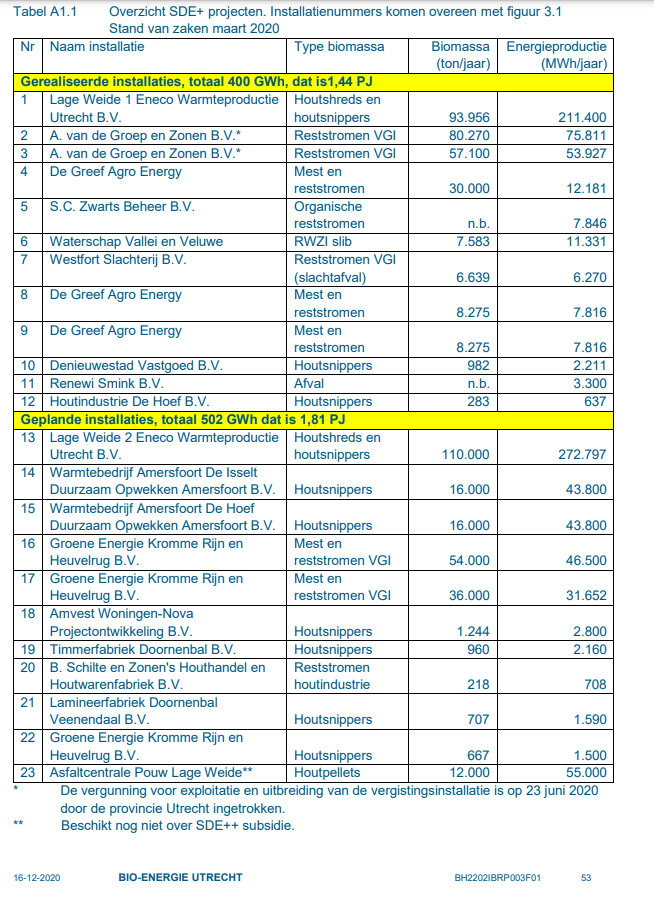 Tabel A1.1 Overzicht SDE+ projecten. Installatienummers komen overeen met figuur 3.1
Stand van zaken maart 2020
Nr Naam installatie Type biomassa Biomassa Energieproductie
(ton/jaar) (MWh/jaar)
Gerealiseerde installaties, totaal 400 GWh, dat is1,44 PJ
1 Lage Weide 1 Eneco Warmteproductie Houtshreds en
Utrecht B.V. houtsnippers 93.956 211.400
2 A. van de Groep en Zonen B.V.* Reststromen VGI 80.270 75.811
3 A. van de Groep en Zonen B.V.* Reststromen VGI 57.100 53.927
4 De Greef Agro Energy Mest en
reststromen 30.000 12.181
5 S.C. Zwarts Beheer B.V. Organische
reststromen n.b. 7.846
6 Waterschap Vallei en Veluwe RWZI slib 7.583 11.331
7 Westfort Slachterij B.V. Reststromen VGI
(slachtafval) 6.639 6.270
8 De Greef Agro Energy Mest en
reststromen 8.275 7.816
9 De Greef Agro Energy Mest en
reststromen 8.275 7.816
10 Denieuwestad Vastgoed B.V. Houtsnippers 982 2.211
11 Renewi Smink B.V. Afval n.b. 3.300
12 Houtindustrie De Hoef B.V. Houtsnippers 283 637
Geplande installaties, totaal 502 GWh dat is 1,81 PJ
13 Lage Weide 2 Eneco Warmteproductie Houtshreds en
Utrecht B.V. houtsnippers 110.000 272.797
14 Warmtebedrijf Amersfoort De Isselt
Duurzaam Opwekken Amersfoort B.V. Houtsnippers 16.000 43.800
15 Warmtebedrijf Amersfoort De Hoef
Duurzaam Opwekken Amersfoort B.V. Houtsnippers 16.000 43.800
16 Groene Energie Kromme Rijn en Mest en
Heuvelrug B.V. reststromen VGI 54.000 46.500
17 Groene Energie Kromme Rijn en Mest en
Heuvelrug B.V. reststromen VGI 36.000 31.652
18 Amvest Woningen-Nova
Projectontwikkeling B.V. Houtsnippers 1.244 2.800
19 Timmerfabriek Doornenbal B.V. Houtsnippers 960 2.160
20 B. Schilte en Zonen's Houthandel en Reststromen
Houtwarenfabriek B.V. houtindustrie 218 708
21 Lamineerfabriek Doornenbal
Veenendaal B.V. Houtsnippers 707 1.590
22 Groene Energie Kromme Rijn en
Heuvelrug B.V. Houtsnippers 667 1.500
23 Asfaltcentrale Pouw Lage Weide** Houtpellets 12.000 55.000
* De vergunning voor exploitatie en uitbreiding van de vergistingsinstallatie is op 23 juni 2020
door de provincie Utrecht ingetrokken.
** Beschikt nog niet over SDE++ subsidie.
16-12-2020 BIO-ENERGIE UTRECHT BH2202IBRP003F01 53